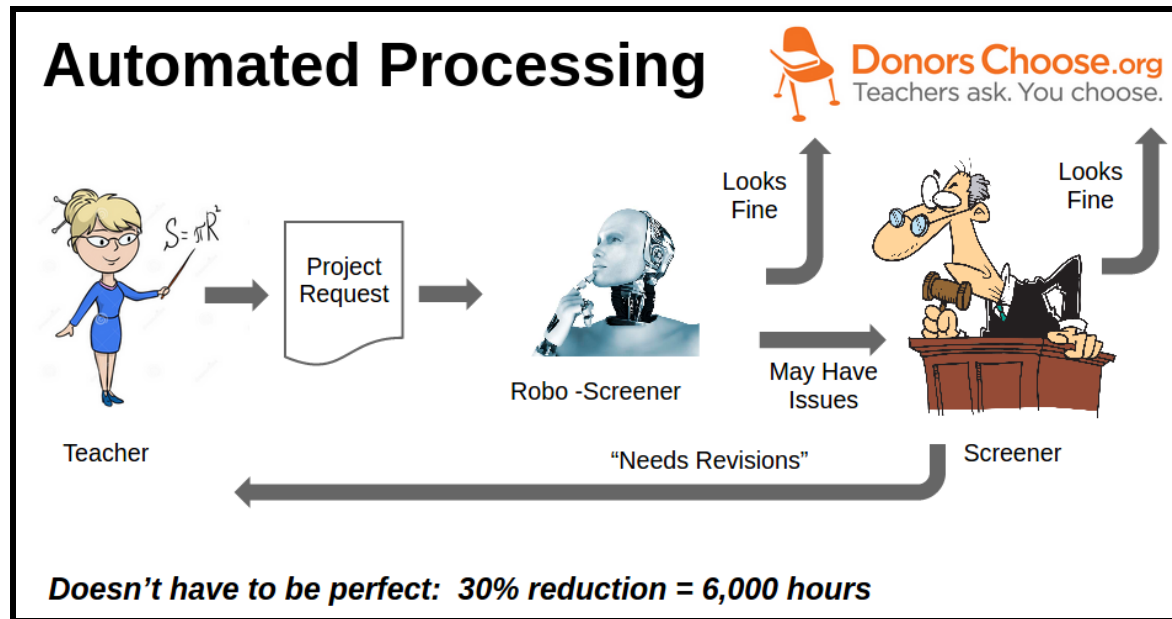 Automated Processing
DonorsChoose.org
Teachers ask. You choose.
Looks
Fine
Looks
Fine
S=πR²
Project
Request
Robo -Screener
May Have
Issues
Teacher
“Needs Revisions”
Screener
Doesn’t have to be perfect:  30% reduction = 6,000 hours